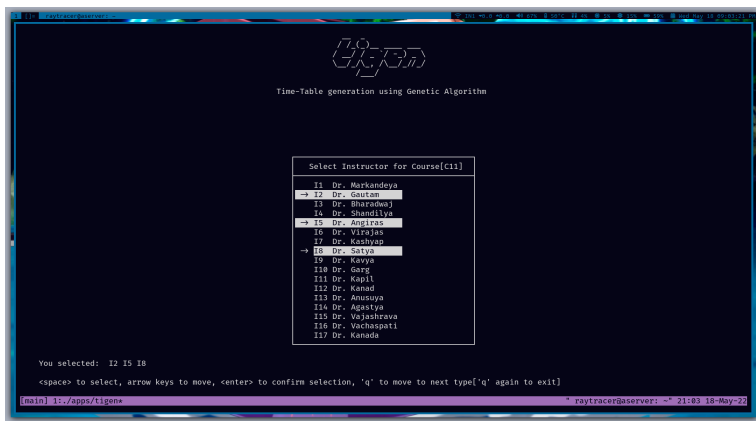 raytracer@aserver: ~
Time-Table generation using Genetic Algorithm
Select Instructor for Course[C11]
I1 Dr. Markandeya
→ I2 Dr. Gautam
I3 Dr. Bharadwaj
I4 Dr. Shandilya
→ I5 Dr. Angiras
I6 Dr. Virajas
I7 Dr. Kashyap
→ I8 Dr. Satya
I9 Dr. Kavya
I10 Dr. Garg
I11 Dr. Kapil
I12 Dr. Kanad
I13 Dr. Anusuya
I14 Dr. Agastya
I15 Dr. Vajashrava
I16 Dr. Vachaspati
I17 Dr. Kanada
You selected: I2 I5 I8
<space> to select, arrow keys to move, <enter> to confirm selection, 'q' to move to next type['q' again to exit]
[main] 1:./apps/tigen* " raytracer@aserver: ~" 21:03 18-May-22